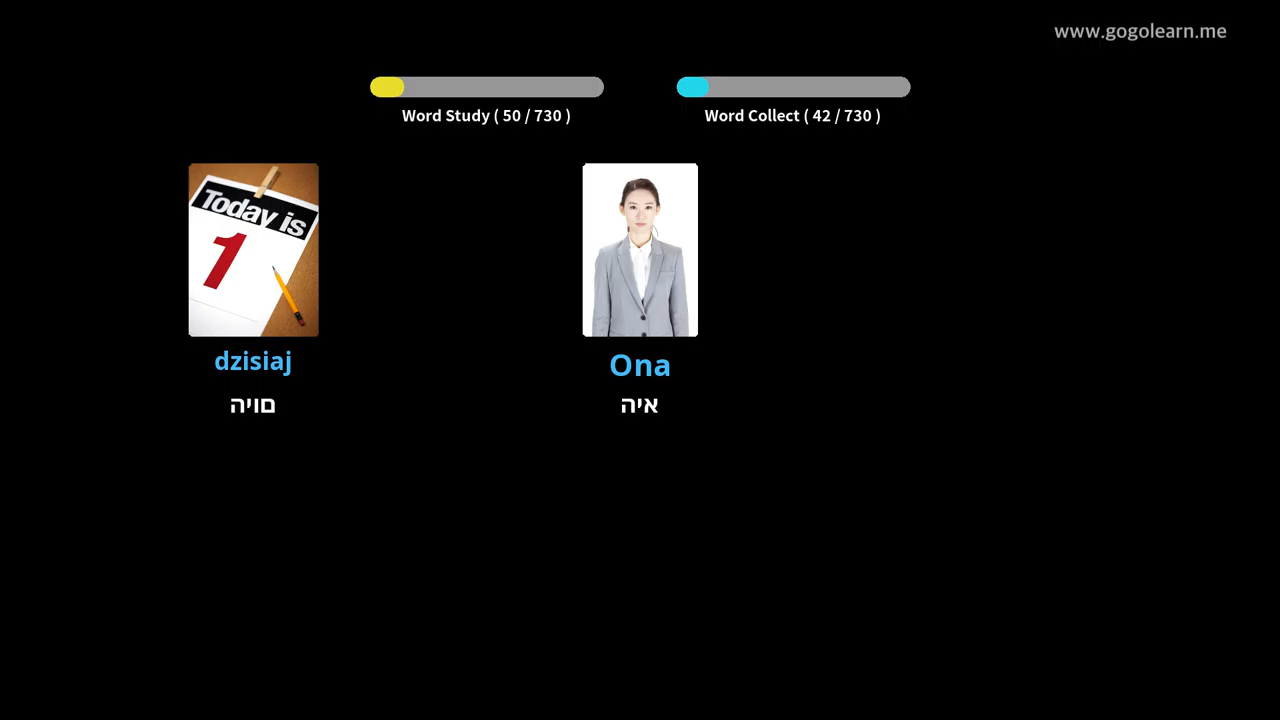 www.gogolearn.me
Word Study ( 50 / 730 )
Word Collect ( 42 / 730 )
Today is
1
dzisiaj
היום
Ona
היא